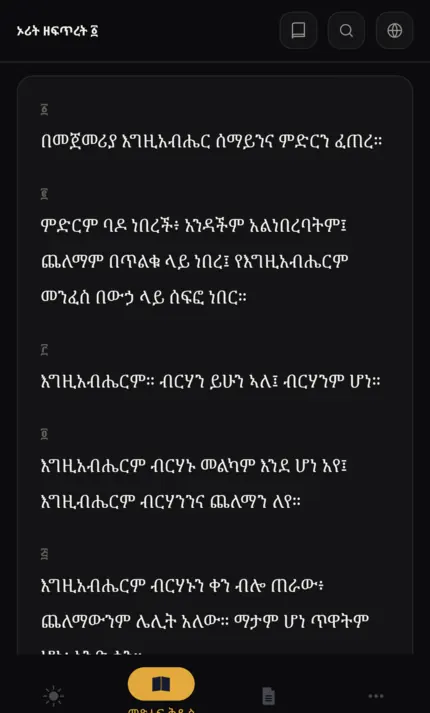 ኦሪት ዘፍጥረት ፩
፩
በመጀመሪያ እግዚአብሔር ሰማይንና ምድርን ፈጠረ።
፪
ምድርም ባዶ ነበረች፥ አንዳችም አልነበረባትም፤
ጨለማም በጥልቁ ላይ ነበረ፤ የእግዚአብሔርም
መንፈስ በውኃ ላይ ሰፍፎ ነበር።
፫
እግዚአብሔርም። ብርሃን ይሁን ኣለ፤ ብርሃንም ሆነ።
፬
እግዚአብሔርም ብርሃኑ መልካም እንደ ሆነ አየ፤
እግዚብሔርም ብርሃንንና ጨለማን ለየ።
፭
እግዚአብሔርም ብርሃኑን ቀን ብሎ ጠራው፥
ጨለማውንም ሌሊት አለው። ማታም ሆነ ጥዋትም